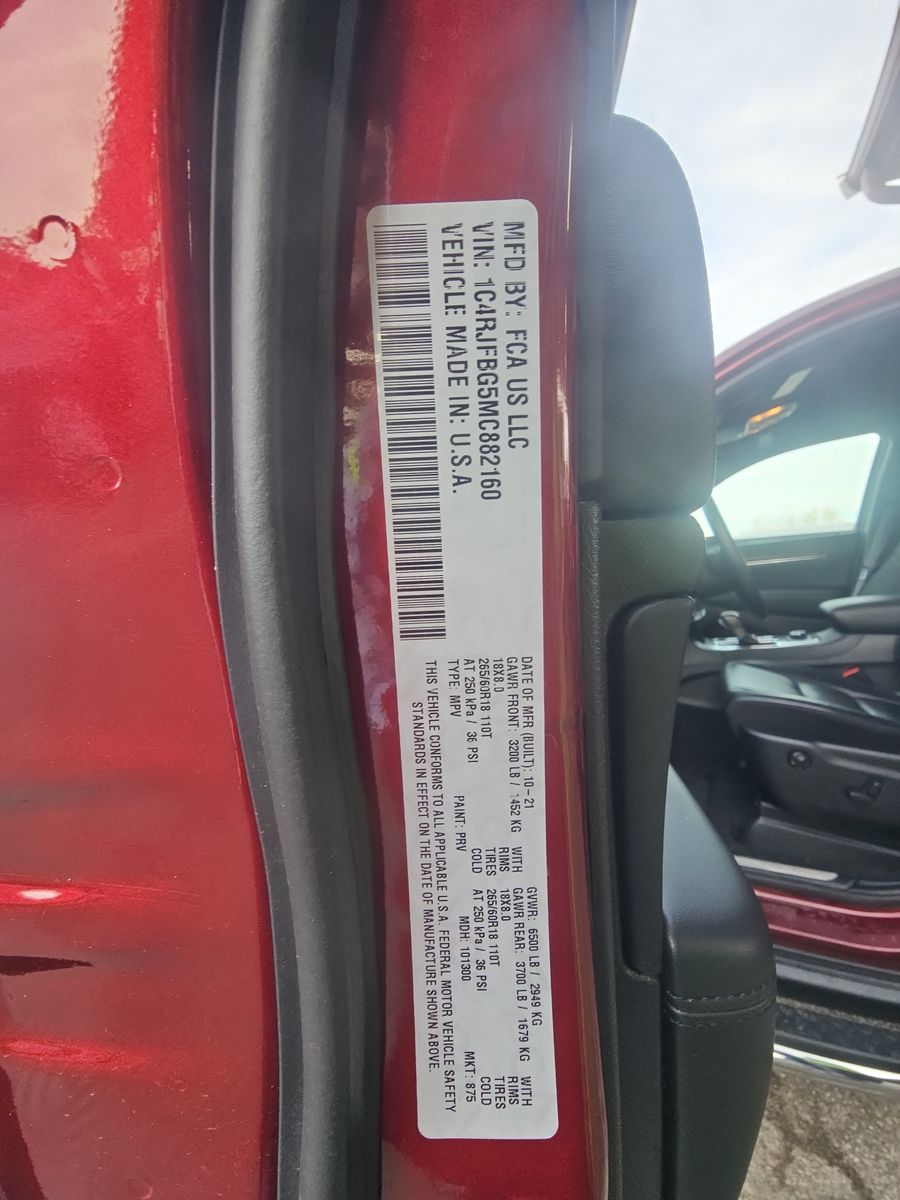 MFD BY: FCA US LLC
VIN: 1C4RJFBG5MC882160
VEHICLE MADE IN: U.S.A.
DATE OF MFR (BUILT): 10-21 GVWR: 6500 LB / 2949 KG
GAWR FRONT: 3200 LB / 1452 KG WITH GAWR REAR: 3700 LB / 1679 KG WITH
18X8.0 RIMS 18X8.0 RIMS
265/60R18 110T TIRES 265/60R18 110T TIRES
AT 250 kPa / 36 PSI COLD AT 250 kPa / 36 PSI COLD
TYPE: MPV PAINT: PRV MDH: 101300 MKT: 875
THIS VEHICLE CONFORMS TO ALL APPLICABLE U.S.A. FEDERAL MOTOR VEHICLE SAFETY
STANDARDS IN EFFECT ON THE DATE OF MANUFACTURE SHOWN ABOVE.